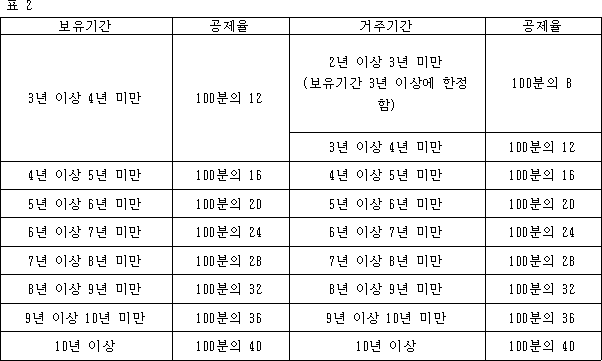 표 2
보유기간 공제율 거주기간 공제율
3년 이상 4년 미만 100분의 12 2년 이상 3년 미만
(보유기간 3년 이상에 한정
함) 100분의 8
3년 이상 4년 미만 100분의 12
4년 이상 5년 미만 100분의 16 4년 이상 5년 미만 100분의 16
5년 이상 6년 미만 100분의 20 5년 이상 6년 미만 100분의 20
6년 이상 7년 미만 100분의 24 6년 이상 7년 미만 100분의 24
7년 이상 8년 미만 100분의 28 7년 이상 8년 미만 100분의 28
8년 이상 9년 미만 100분의 32 8년 이상 9년 미만 100분의 32
9년 이상 10년 미만 100분의 36 9년 이상 10년 미만 100분의 36
10년 이상 100분의 40 10년 이상 100분의 40